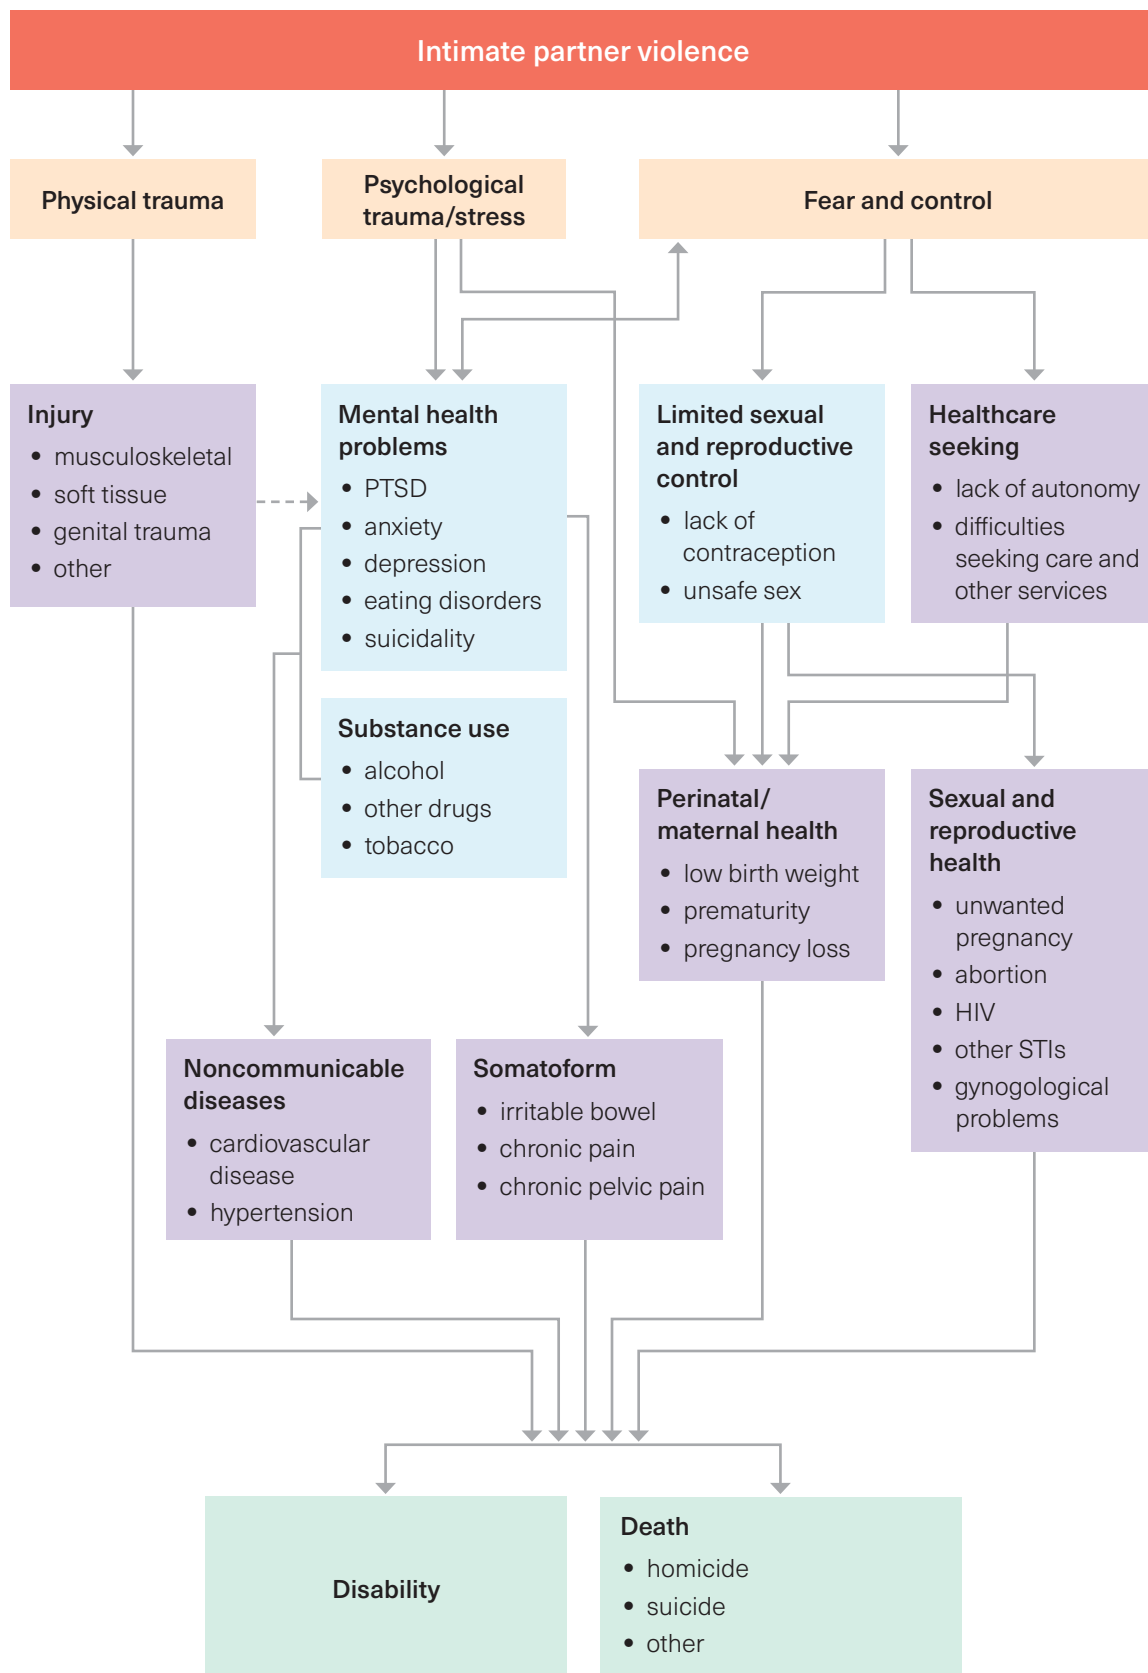 Intimate partner violence
Physical trauma
Psychological
trauma/stress
Fear and control
Injury
• musculoskeletal
• soft tissue
• genital trauma
• other
Mental health
problems
• PTSD
• anxiety
• depression
• eating disorders
• suicidality
Limited sexual
and reproductive
control
• lack of
contraception
• unsafe sex
Healthcare
seeking
• lack of autonomy
• difficulties
seeking care and
other services
Substance use
• alcohol
• other drugs
• tobacco
Perinatal/
maternal health
• low birth weight
• prematurity
• pregnancy loss
Sexual and
reproductive
health
• unwanted
pregnancy
• abortion
• HIV
• other STIs
• gynogological
problems
Noncommunicable
diseases
• cardiovascular
disease
• hypertension
Somatoform
• irritable bowel
• chronic pain
• chronic pelvic pain
Disability
Death
• homicide
• suicide
• other